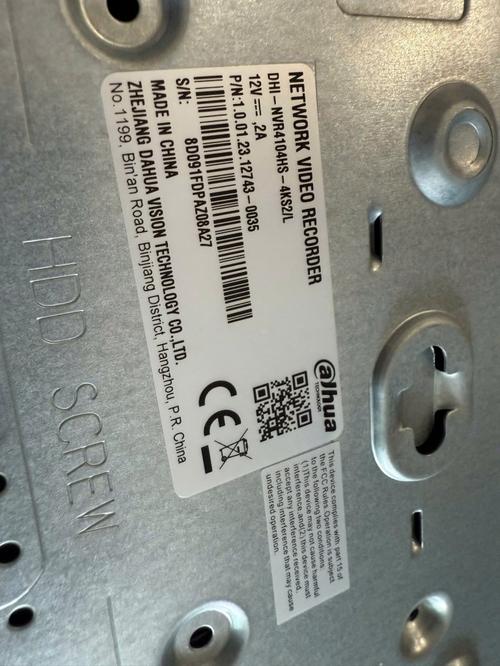 NETWORK VIDEO RECORDER
DHI-NVR4104HS-4KS2/L
12V ⎓ ,2A
P/N:1.0.01.23.12743-0035
S/N:
8D091FDPAZ08A27
MADE IN CHINA
ZHEJIANG DAHUA VISION TECHNOLOGY CO.,LTD.
No.1199, Bin'an Road, Binjiang District, Hangzhou, P.R. China
alhua
TECHNOLOGY
CE
This device complies with part 15 of
the FCC Rules. Operation is subject
to the following two conditions:
(1)This device may not cause harmful
interference, and(2) this device must
accept any interference received,
including interference that may cause
undesired operation.
HDD SCREW